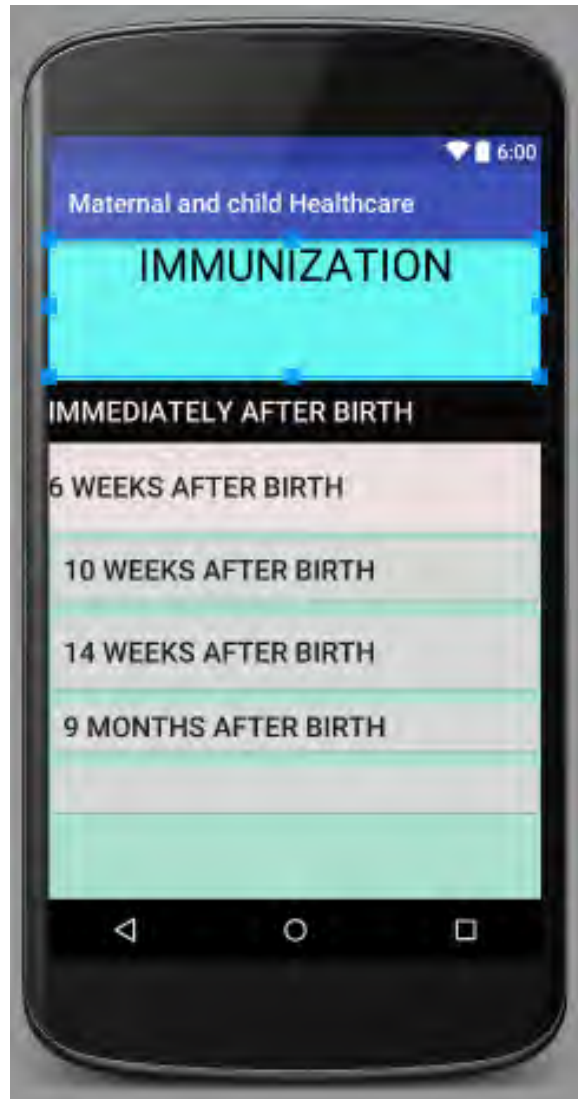 6:00
Maternal and child Healthcare
IMMUNIZATION
IMMEDIATELY AFTER BIRTH
6 WEEKS AFTER BIRTH
10 WEEKS AFTER BIRTH
14 WEEKS AFTER BIRTH
9 MONTHS AFTER BIRTH